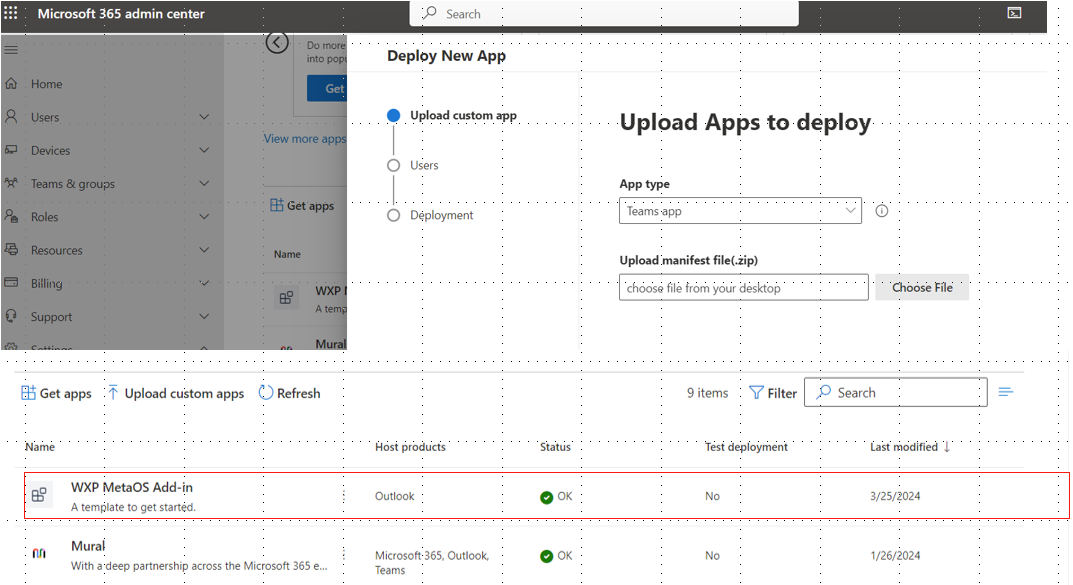 Microsoft 365 admin center
Search
Do more
into popu
Get
View more apps
Get apps
Name
WXP M
A temp
Mural
Home
Users
Devices
Teams & groups
Roles
Resources
Billing
Support
Settings
Deploy New App
Upload custom app
Users
Deployment
Upload Apps to deploy
App type
Teams app
Upload manifest file(.zip)
choose file from your desktop
Choose File
Get apps
Upload custom apps
Refresh
9 items
Filter
Search
Name
Host products
Status
Test deployment
Last modified ↓
WXP MetaOS Add-in
A template to get started.
Outlook
OK
No
3/25/2024
Mural
With a deep partnership across the Microsoft 365 e...
Microsoft 365, Outlook,
Teams
OK
No
1/26/2024